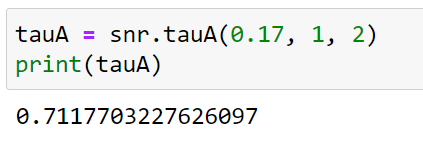 tauA = snr.tauA(0.17, 1, 2)
print(tauA)
0.7117703227626097